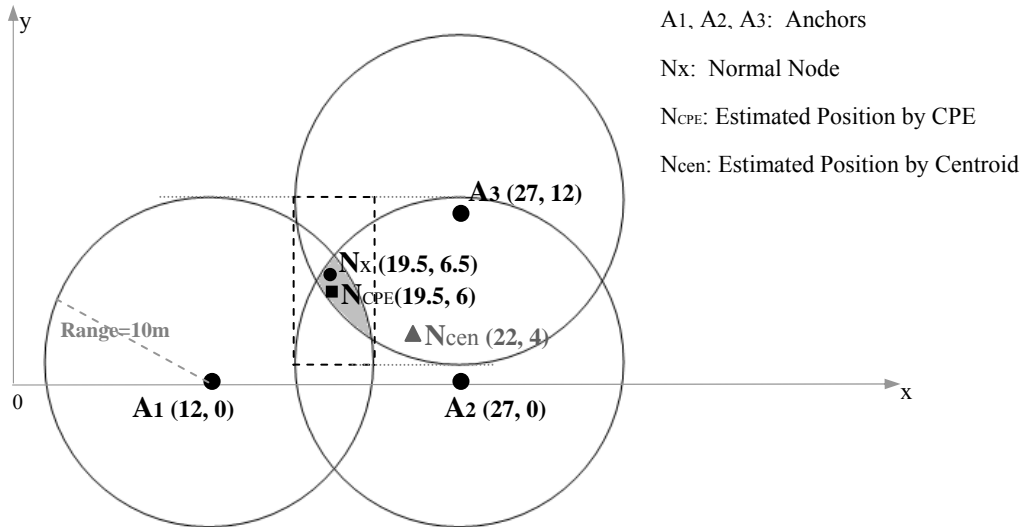 y
A1, A2, A3: Anchors
Nx: Normal Node
NCPE: Estimated Position by CPE
Ncen: Estimated Position by Centroid
A3 (27, 12)
Nx (19.5, 6.5)
NCPE(19.5, 6)
Range=10m
Ncen (22, 4)
0
A1 (12, 0)
A2 (27, 0)
x